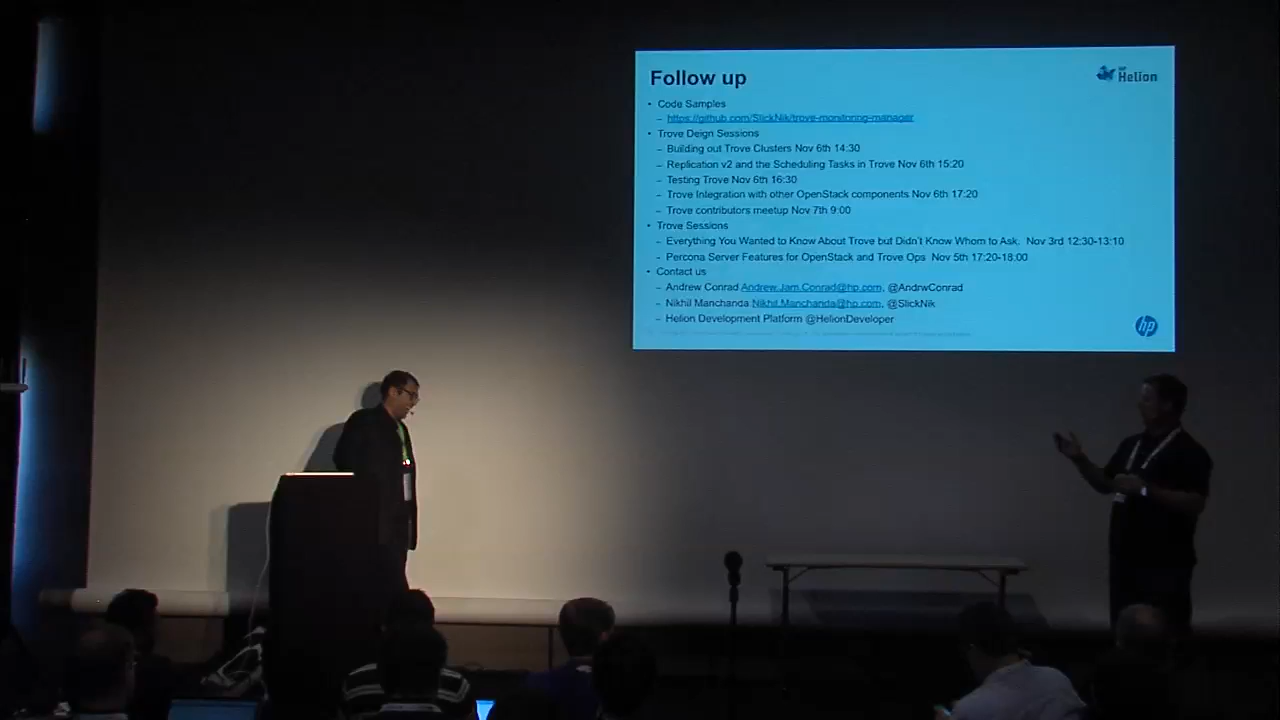 Follow up
hp
Helion
• Code Samples
– https://github.com/SlickNik/trove-monitoring-manager
• Trove Deign Sessions
– Building out Trove Clusters Nov 6th 14:30
– Replication v2 and the Scheduling Tasks in Trove Nov 6th 15:20
– Testing Trove Nov 6th 16:30
– Trove Integration with other OpenStack components Nov 6th 17:20
– Trove contributors meetup Nov 7th 9:00
• Trove Sessions
– Everything You Wanted to Know About Trove but Didn't Know Whom to Ask. Nov 3rd 12:30-13:10
– Percona Server Features for OpenStack and Trove Ops Nov 5th 17:20-18:00
• Contact us
– Andrew Conrad Andrew.Jam.Conrad@hp.com, @AndrwConrad
– Nikhil Manchanda Nikhil.Manchanda@hp.com, @SlickNik
– Helion Development Platform @HelionDeveloper
hp